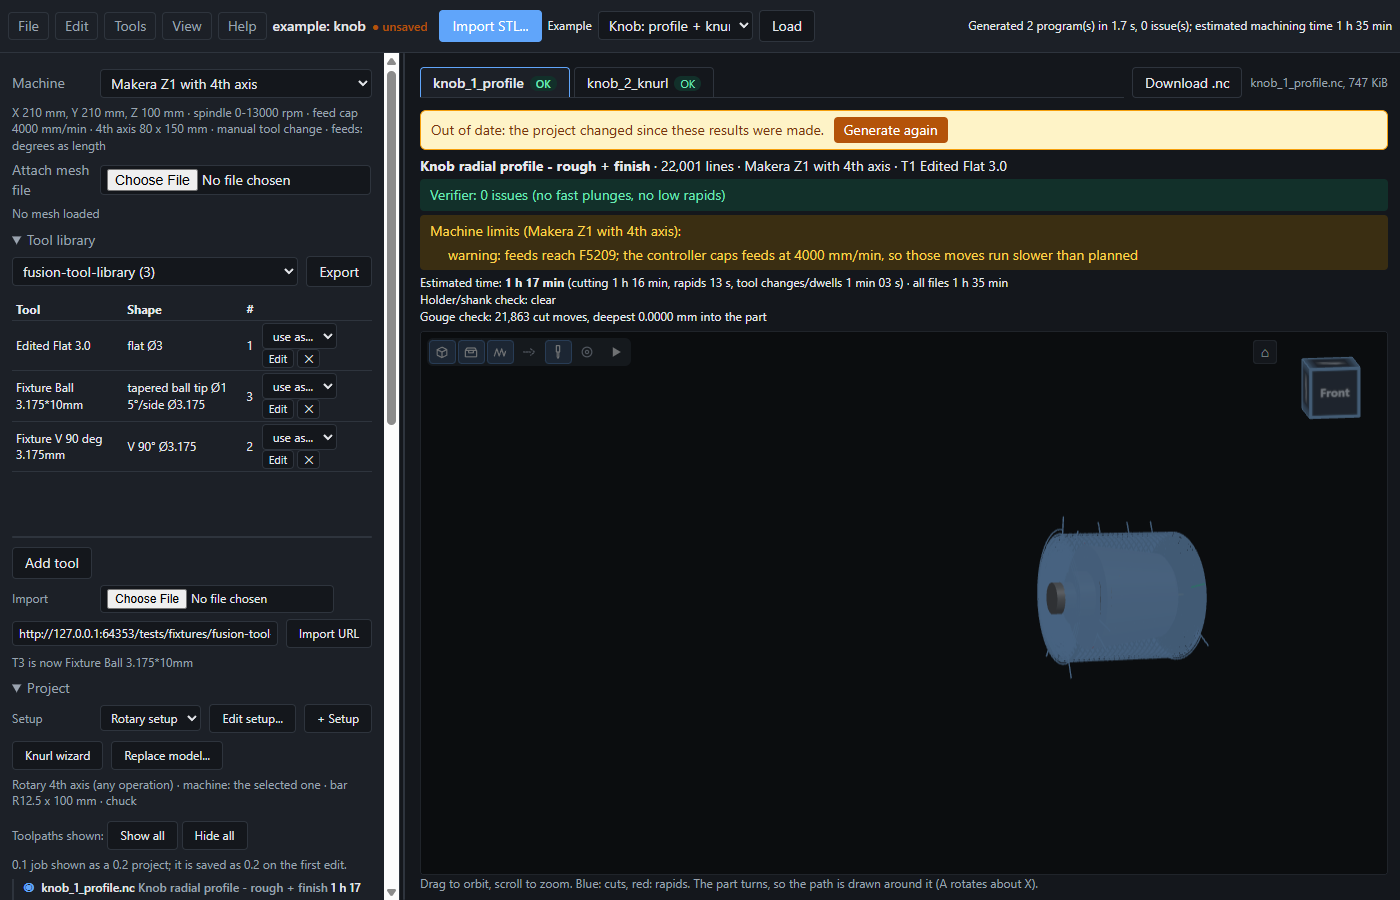 File Edit Tools View Help example: knob • unsaved Import STL... Example Knob: profile + knu Load Generated 2 program(s) in 1.7 s, 0 issue(s); estimated machining time 1 h 35 min
Machine Makera Z1 with 4th axis
X 210 mm, Y 210 mm, Z 100 mm · spindle 0-13000 rpm · feed cap
4000 mm/min · 4th axis 80 x 150 mm · manual tool change · feeds:
degrees as length
Attach mesh
file
Choose File No file chosen
No mesh loaded
Tool library
fusion-tool-library (3) Export
Tool Shape #
Edited Flat 3.0 flat Ø3 1 use as...
Edit ×
Fixture Ball
3.175*10mm
tapered ball tip Ø1
5°/side Ø3.175
3 use as...
Edit ×
Fixture V 90 deg
3.175mm
V 90° Ø3.175 2 use as...
Edit ×
Add tool
Import Choose File No file chosen
http://127.0.0.1:64353/tests/fixtures/fusion-tool Import URL
T3 is now Fixture Ball 3.175*10mm
Project
Setup Rotary setup Edit setup... + Setup
Knurl wizard Replace model...
Rotary 4th axis (any operation) · machine: the selected one · bar
R12.5 x 100 mm · chuck
Toolpaths shown: Show all Hide all
0.1 job shown as a 0.2 project; it is saved as 0.2 on the first edit.
knob_1_profile.nc Knob radial profile - rough + finish 1 h 17
knob_1_profile OK knob_2_knurl OK Download .nc knob_1_profile.nc, 747 KiB
Out of date: the project changed since these results were made. Generate again
Knob radial profile - rough + finish · 22,001 lines · Makera Z1 with 4th axis · T1 Edited Flat 3.0
Verifier: 0 issues (no fast plunges, no low rapids)
Machine limits (Makera Z1 with 4th axis):
warning: feeds reach F5209; the controller caps feeds at 4000 mm/min, so those moves run slower than planned
Estimated time: 1 h 17 min (cutting 1 h 16 min, rapids 13 s, tool changes/dwells 1 min 03 s) · all files 1 h 35 min
Holder/shank check: clear
Gouge check: 21,863 cut moves, deepest 0.0000 mm into the part
Front
Drag to orbit, scroll to zoom. Blue: cuts, red: rapids. The part turns, so the path is drawn around it (A rotates about X).